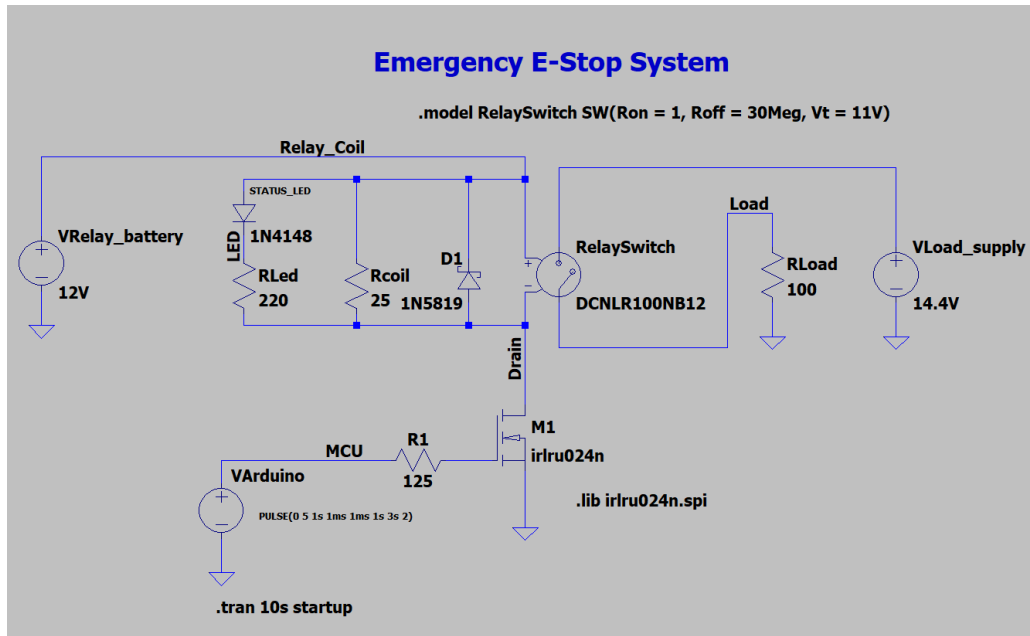 Emergency E-Stop System
.model RelaySwitch SW(Ron = 1, Roff = 30Meg, Vt = 11V)
Relay_Coil
STATUS_LED
1N4148
LED
RLed
220
Rcoil
25
D1
1N5819
VRelay_battery
12V
+
−
+
−
RelaySwitch
DCNLR100NB12
Load
RLoad
100
VLoad_supply
14.4V
+
−
Drain
M1
irlru024n
.lib irlru024n.spi
MCU
R1
125
VArduino
+
−
PULSE(0 5 1s 1ms 1ms 1s 3s 2)
.tran 10s startup